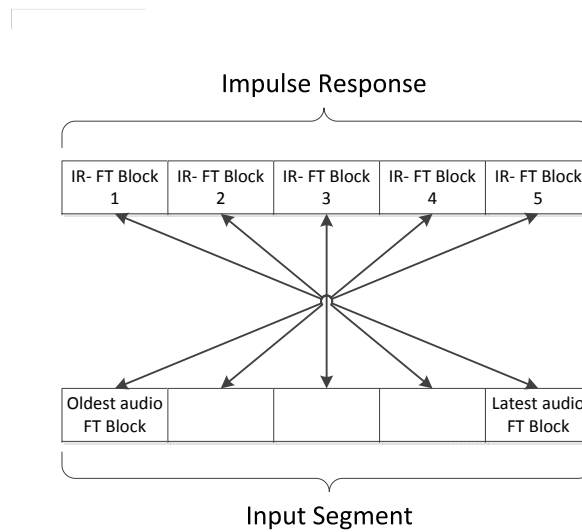 Impulse Response
IR- FT Block
1
IR- FT Block
2
IR- FT Block
3
IR- FT Block
4
IR- FT Block
5
Oldest audio
FT Block
Latest audio
FT Block
Input Segment